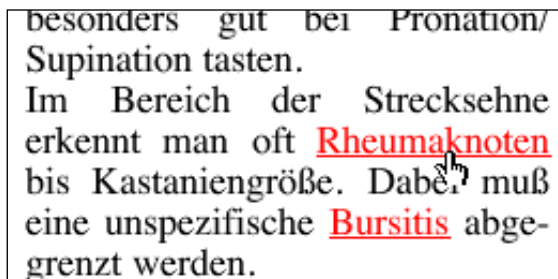 besonders gut bei Pronation/
Supination tasten.
Im Bereich der Strecksehne
erkennt man oft Rheumaknoten
bis Kastaniengröße. Dabei muß
eine unspezifische Bursitis abge-
grenzt werden.